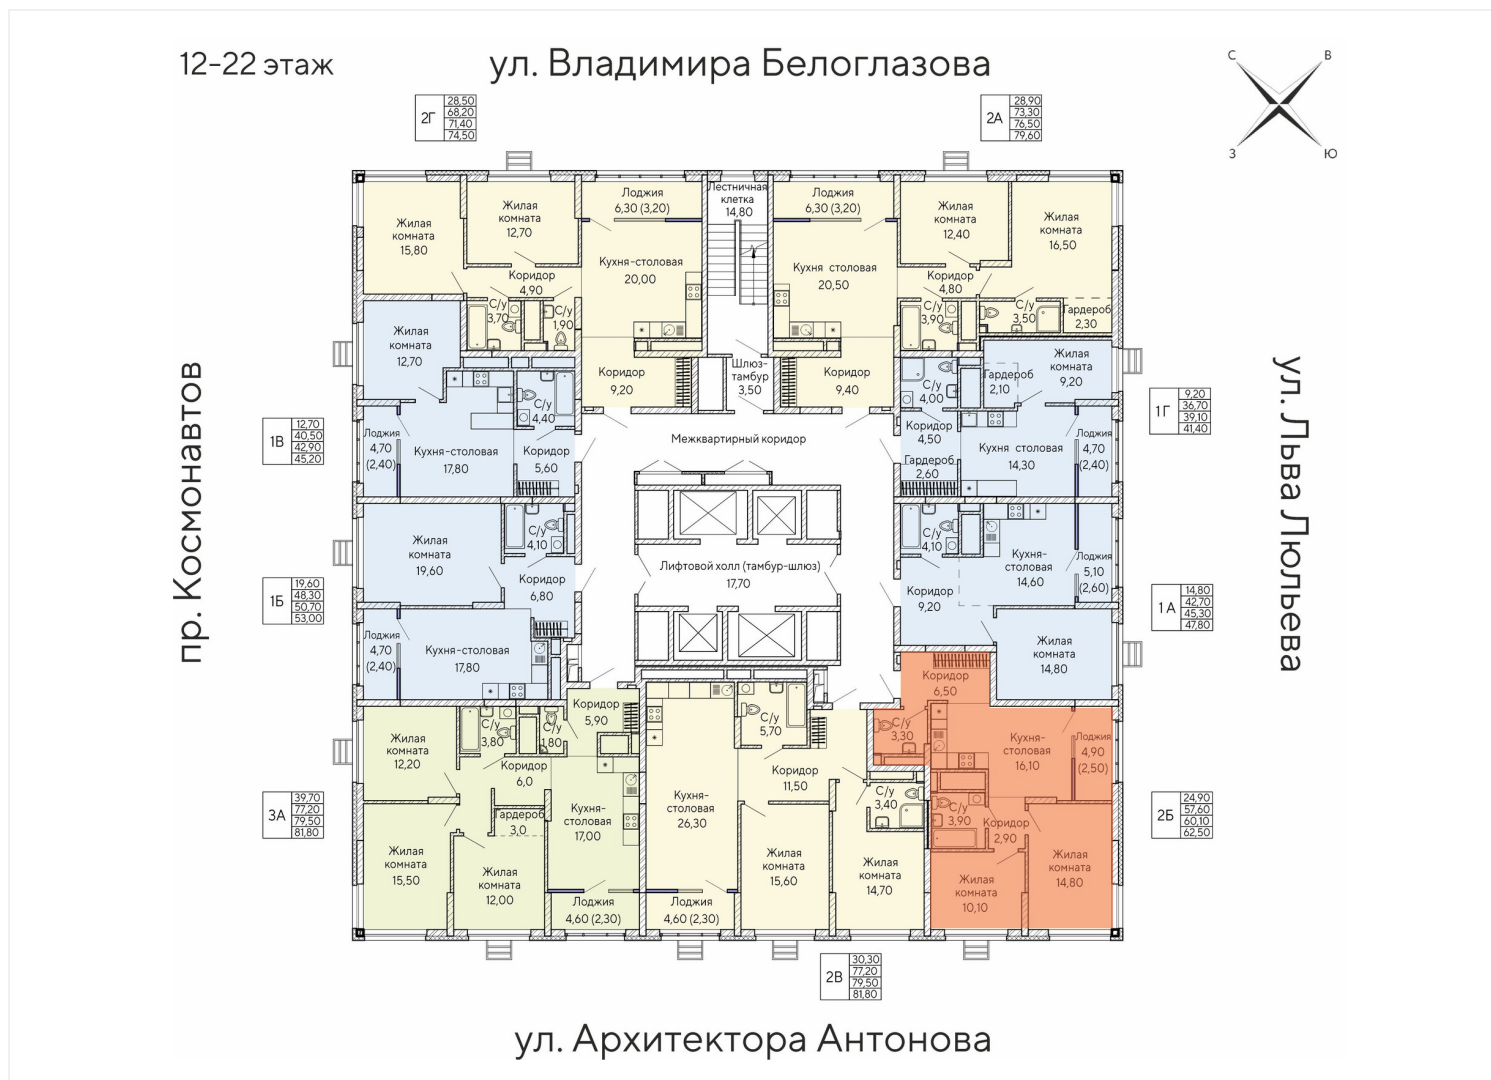 12-22 этаж
ул. Владимира Белоглазова
С
В
З
Ю
2Г
28,50
68,20
71,40
74,50
2А
28,90
73,30
76,50
79,60
Жилая
комната
15,80
Жилая
комната
12,70
Лоджия
6,30 (3,20)
Лестничная
клетка
14,80
Лоджия
6,30 (3,20)
Жилая
комната
12,40
Жилая
комната
16,50
Коридор
4,90
Кухня-столовая
20,00
Кухня столовая
20,50
Коридор
4,80
С/у
3,70
С/у
1,90
С/у
3,90
С/у
3,50
Гардероб
2,30
Жилая
комната
12,70
Коридор
9,20
Шлюз-
тамбур
3,50
Коридор
9,40
С/у
4,00
Гардероб
2,10
Жилая
комната
9,20
пр. Космонавтов
ул. Льва Люльева
1В
12,70
40,50
42,90
45,20
Лоджия
4,70
(2,40)
Кухня-столовая
17,80
С/у
4,40
Коридор
5,60
Межквартирный коридор
Коридор
4,50
Гардероб
2,60
Кухня столовая
14,30
Лоджия
4,70
(2,40)
1Г
9,20
36,70
39,10
41,40
Жилая
комната
19,60
С/у
4,10
Коридор
6,80
Лифтовой холл (тамбур-шлюз)
17,70
С/у
4,10
Кухня-
столовая
14,60
Лоджия
5,10
(2,60)
Коридор
9,20
1Б
19,60
48,30
50,70
53,00
1А
14,80
42,70
45,30
47,80
Лоджия
4,70
(2,40)
Кухня-столовая
17,80
Жилая
комната
14,80
Коридор
6,50
Жилая
комната
12,20
С/у
3,80
С/у
1,80
Коридор
5,90
С/у
5,70
С/у
3,30
Кухня-
столовая
16,10
Лоджия
4,90
(2,50)
Коридор
6,0
Коридор
11,50
3А
39,70
77,20
79,50
81,80
Гардероб
3,0
Кухня-
столовая
17,00
Кухня-
столовая
26,30
С/у
3,40
С/у
3,90
Коридор
2,90
2Б
24,90
57,60
60,10
62,50
Жилая
комната
15,50
Жилая
комната
12,00
Жилая
комната
15,60
Жилая
комната
14,70
Жилая
комната
10,10
Жилая
комната
14,80
Лоджия
4,60 (2,30)
Лоджия
4,60 (2,30)
2В
30,30
77,20
79,50
81,80
ул. Архитектора Антонова